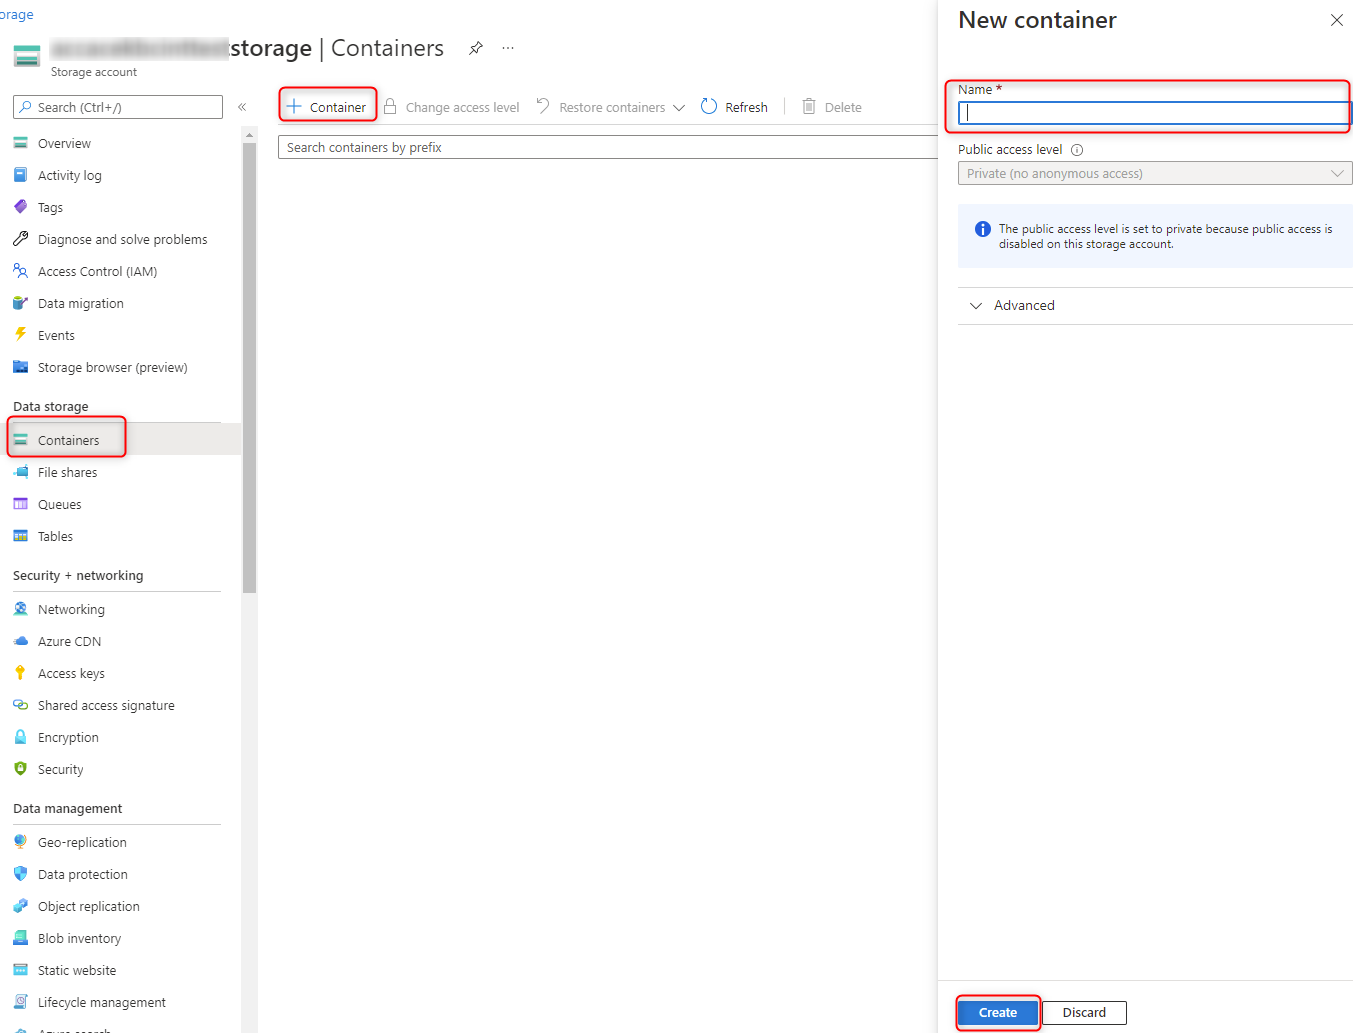 orage
storage | Containers
Storage account
Search (Ctrl+/)
«
Overview
Activity log
Tags
Diagnose and solve problems
Access Control (IAM)
Data migration
Events
Storage browser (preview)
Data storage
Containers
File shares
Queues
Tables
Security + networking
Networking
Azure CDN
Access keys
Shared access signature
Encryption
Security
Data management
Geo-replication
Data protection
Object replication
Blob inventory
Static website
Lifecycle management
Azure search
Container
Change access level
Restore containers
Refresh
Delete
Search containers by prefix
New container
Name *
Public access level
Private (no anonymous access)
The public access level is set to private because public access is
disabled on this storage account.
Advanced
Create
Discard